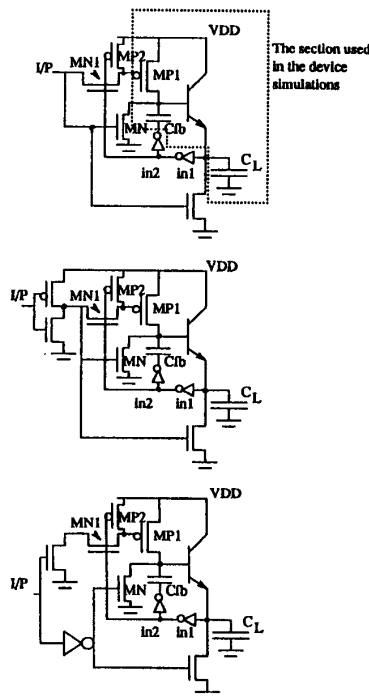 VDD
MN1
MP2
I/P
MP1
The section used
in the device
simulations
MN
Cfb
in2
in1
CL
VDD
I/P
MN1
MP2
MP1
MN
Cfb
in2
in1
CL
VDD
MN1
MP2
MP1
I/P
MN
Cfb
in2
in1
CL